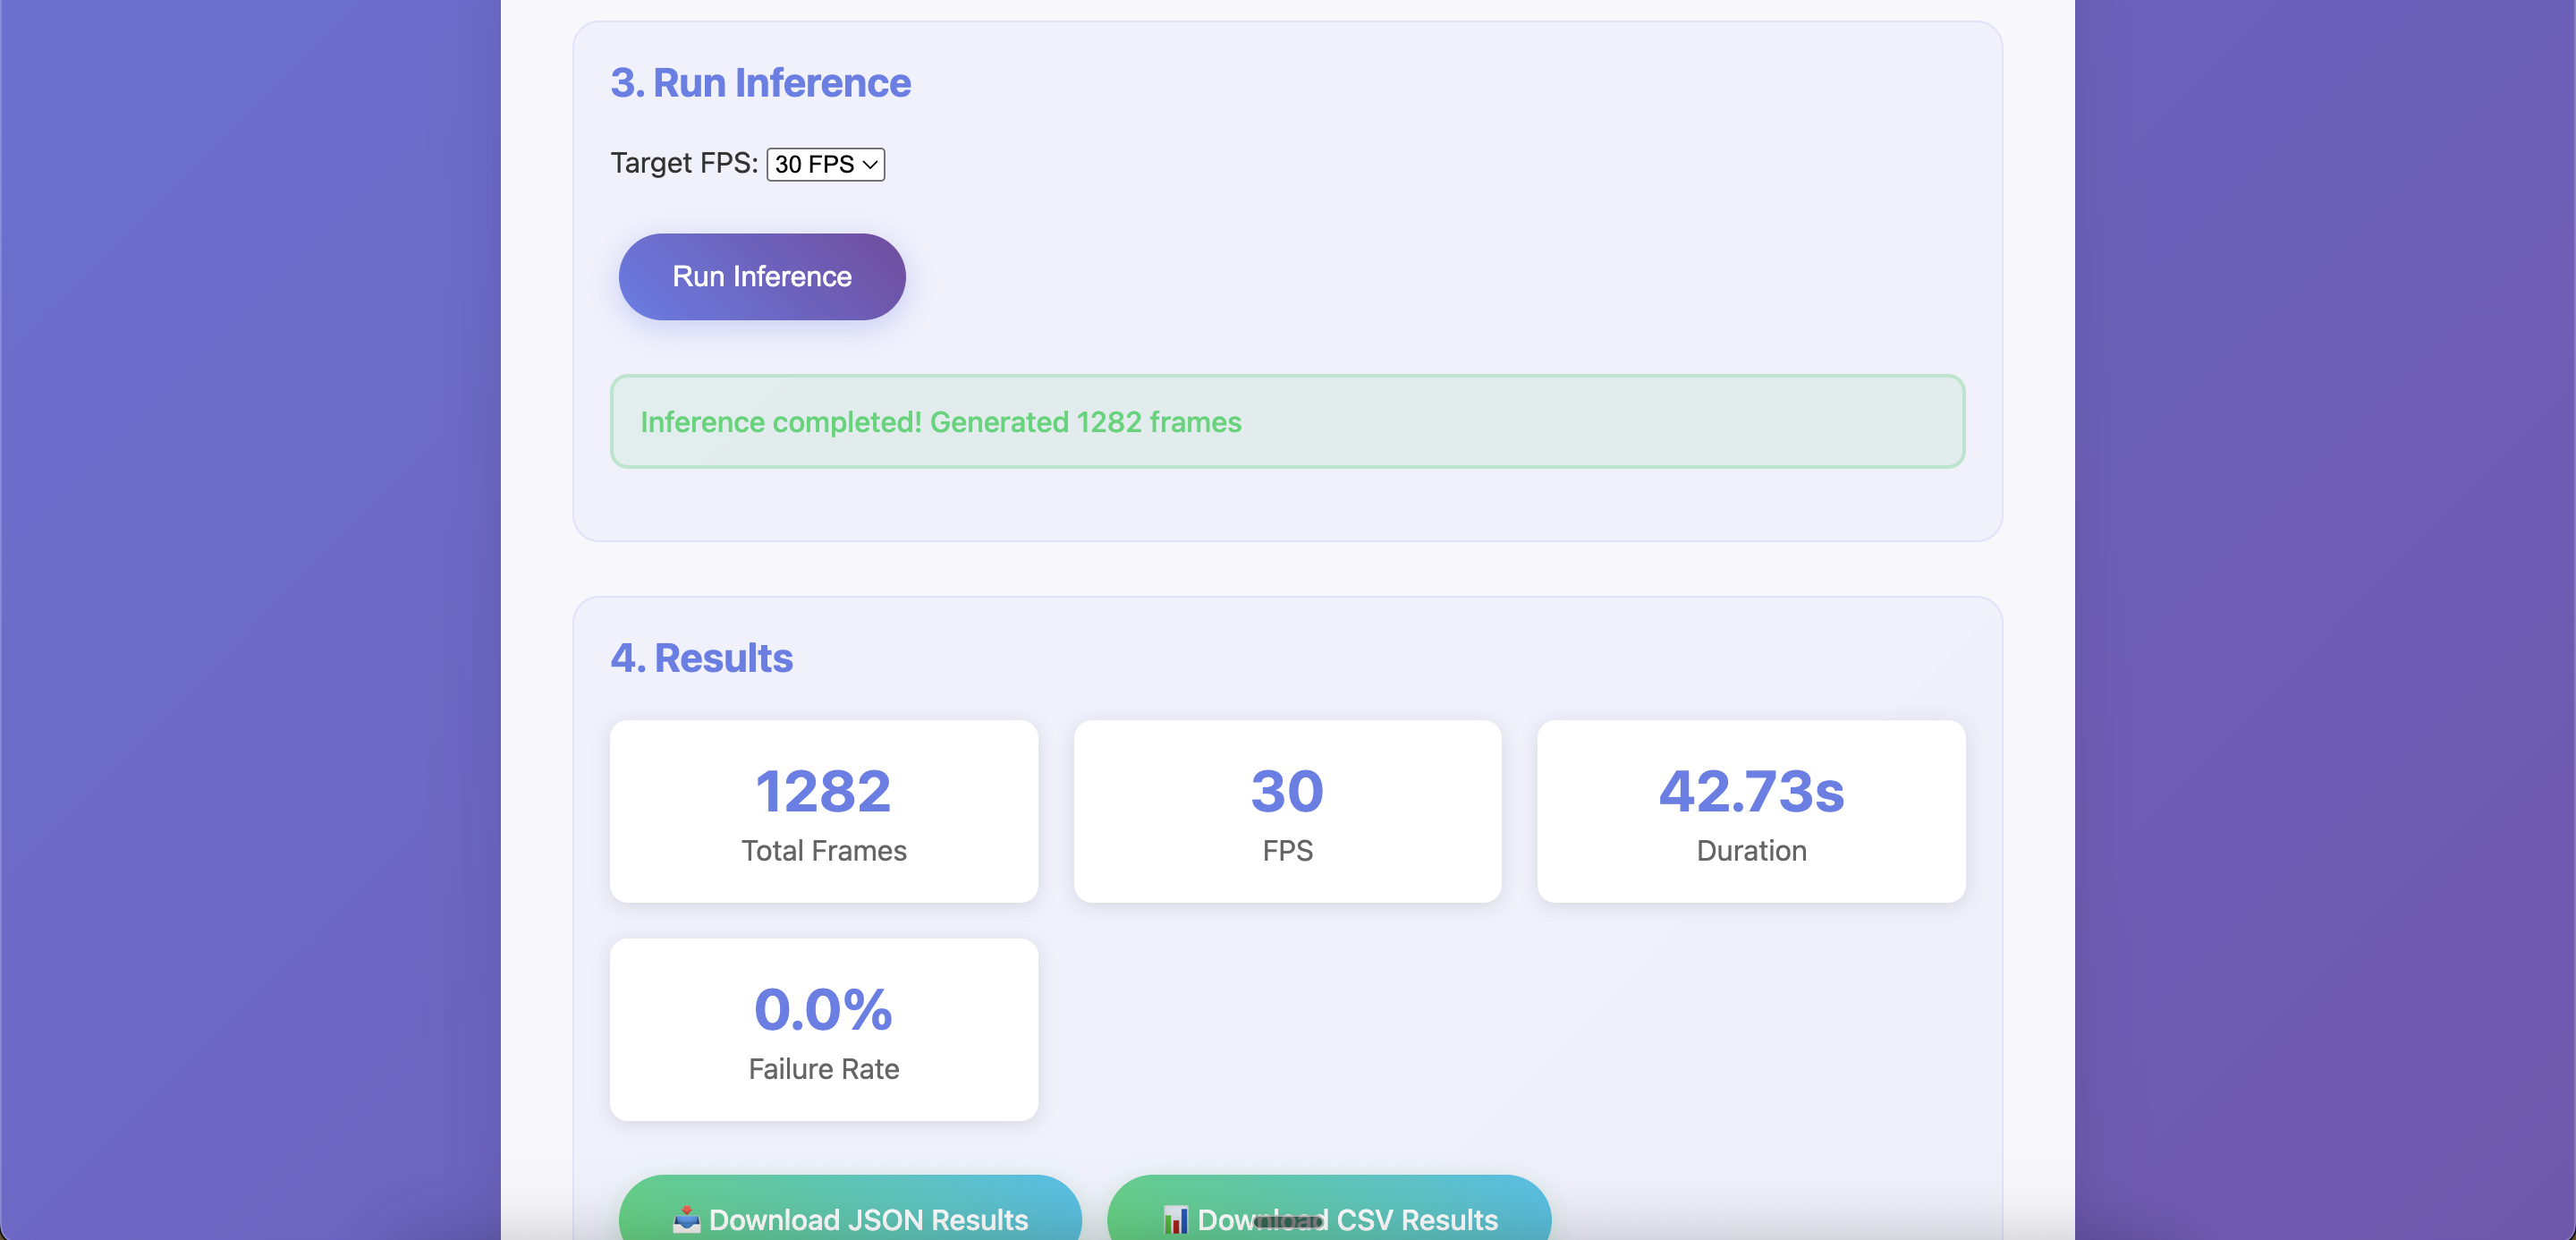 3. Run Inference
Target FPS: 30 FPS
Run Inference
Inference completed! Generated 1282 frames
4. Results
1282
Total Frames
30
FPS
42.73s
Duration
0.0%
Failure Rate
📥 Download JSON Results
📊 Download CSV Results